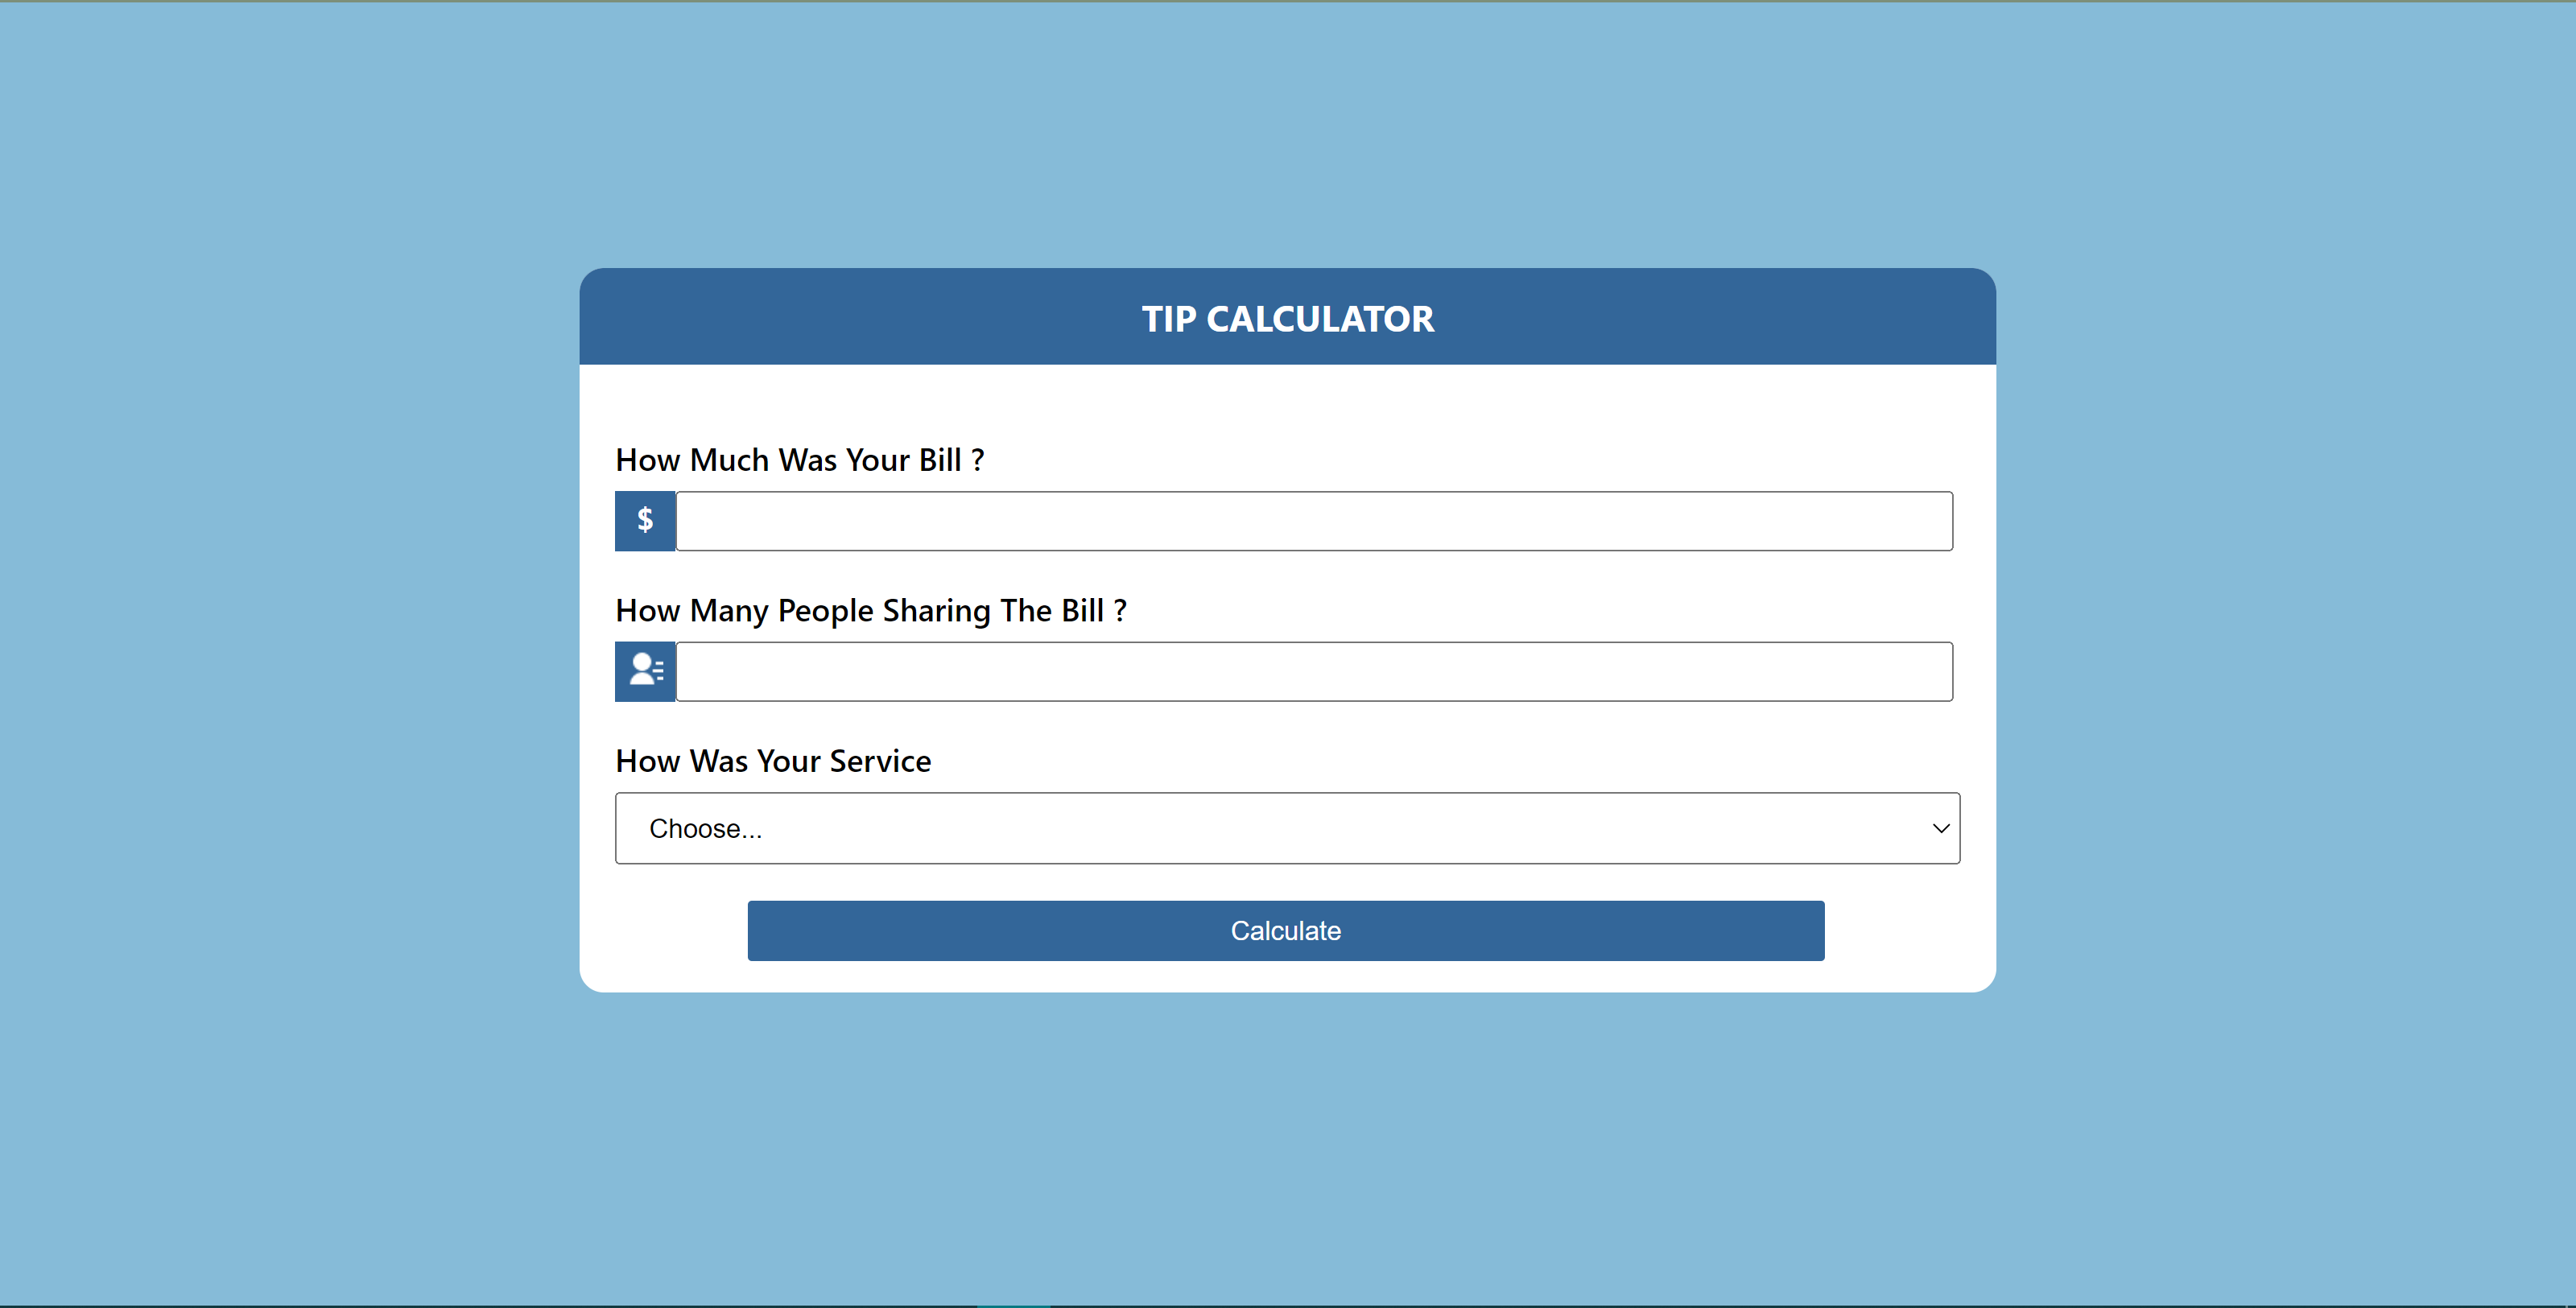 TIP CALCULATOR
How Much Was Your Bill ?
$
How Many People Sharing The Bill ?
How Was Your Service
Choose...
Calculate